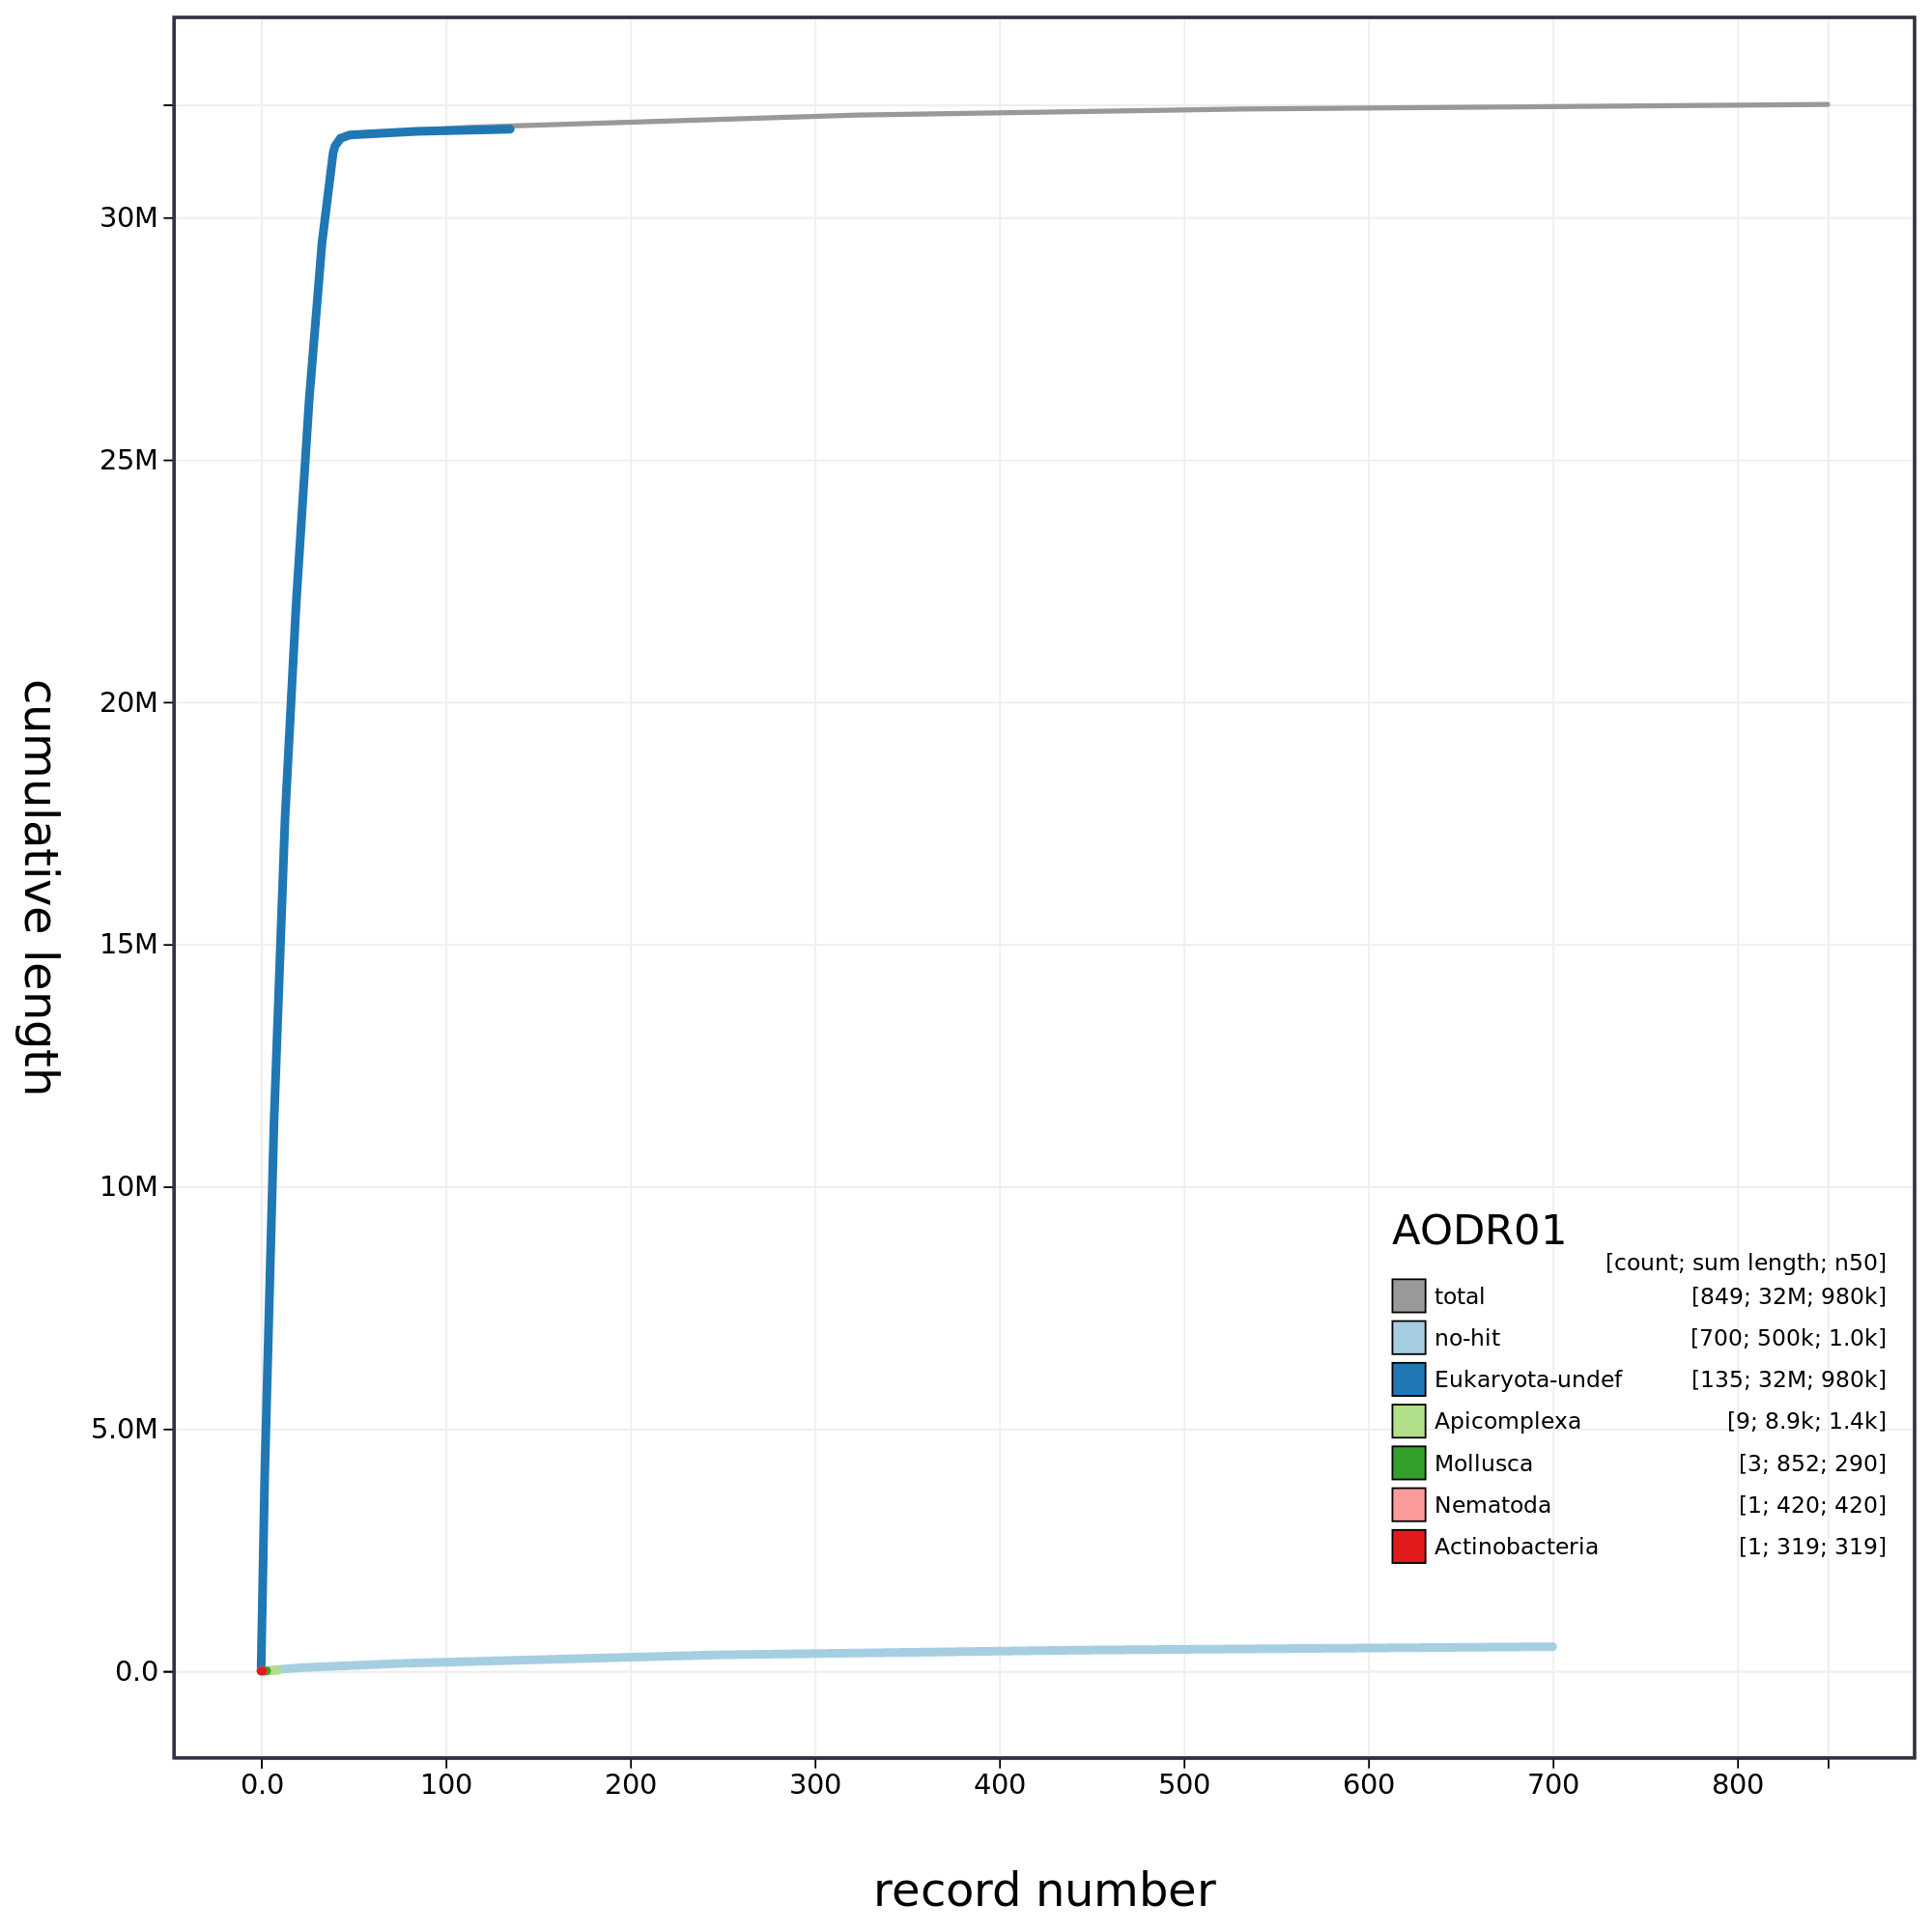 cumulative length
30M
25M
20M
15M
10M
5.0M
0.0
AODR01
[count; sum length; n50]
total [849; 32M; 980k]
no-hit [700; 500k; 1.0k]
Eukaryota-undef [135; 32M; 980k]
Apicomplexa [9; 8.9k; 1.4k]
Mollusca [3; 852; 290]
Nematoda [1; 420; 420]
Actinobacteria [1; 319; 319]
0.0 100 200 300 400 500 600 700 800
record number